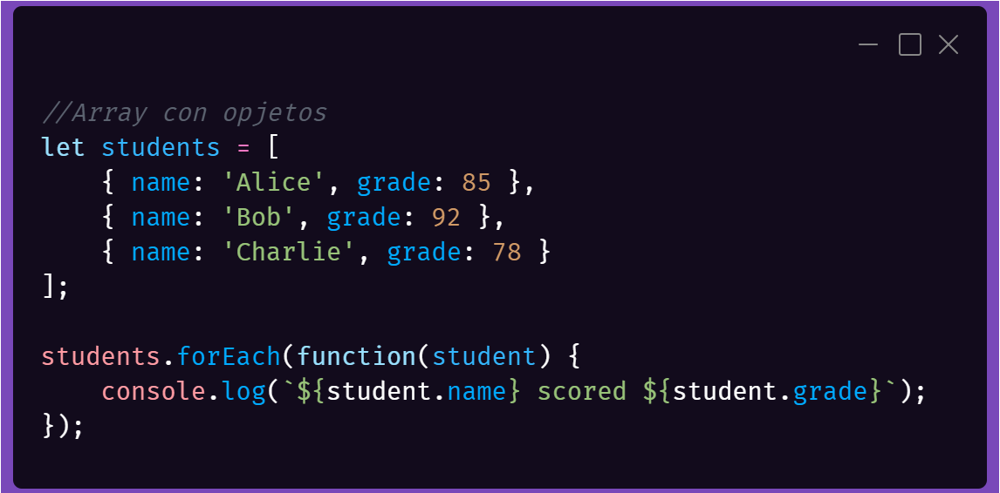 //Array con opjetos
let students = [
    { name: 'Alice', grade: 85 },
    { name: 'Bob', grade: 92 },
    { name: 'Charlie', grade: 78 }
];
students.forEach(function(student) {
    console.log(`${student.name} scored ${student.grade}`);
});